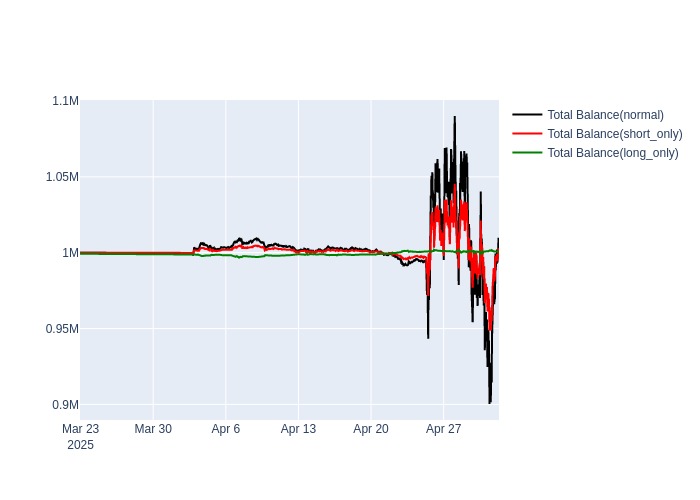 1.1M
1.05M
1M
0.95M
0.9M
Mar 23
2025
Mar 30
Apr 6
Apr 13
Apr 20
Apr 27
Total Balance(normal)
Total Balance(short_only)
Total Balance(long_only)